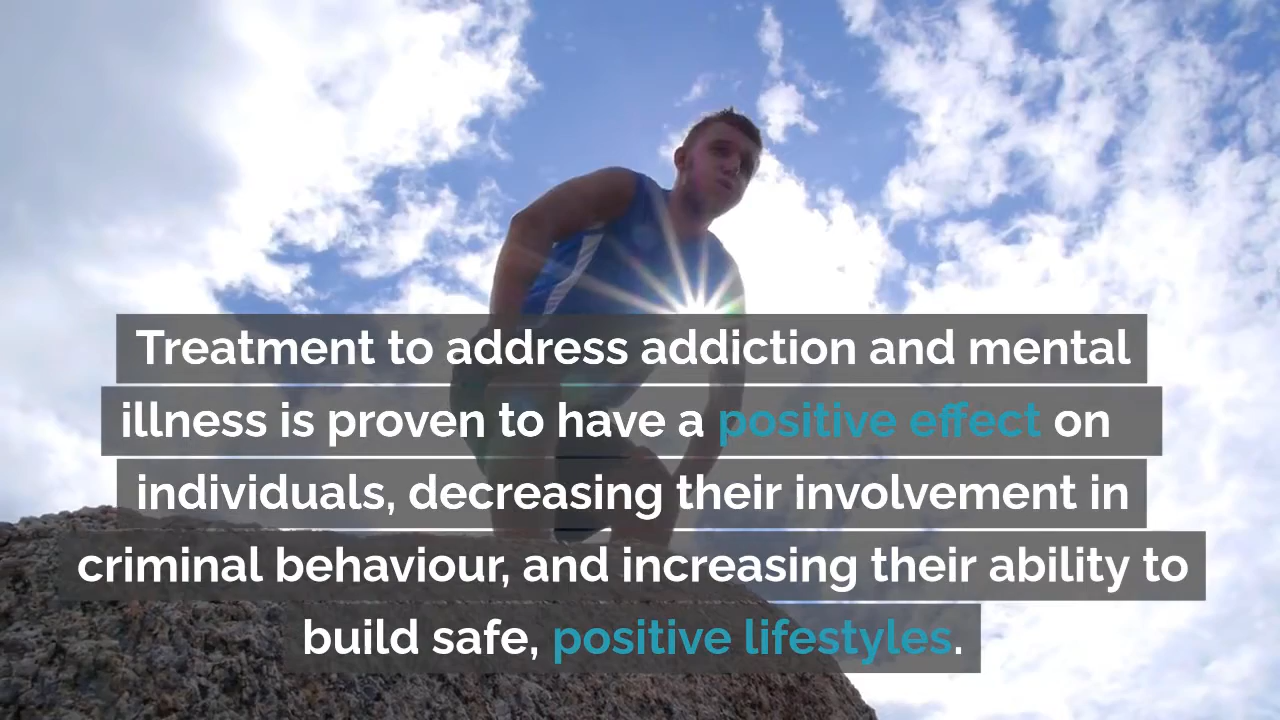 Treatment to address addiction and mental
illness is proven to have a positive effect on
individuals, decreasing their involvement in
criminal behaviour, and increasing their ability to
build safe, positive lifestyles.